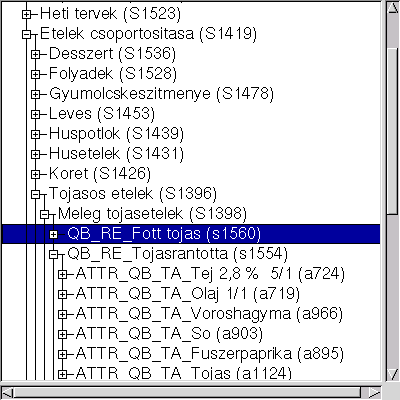 Heti tervek (S1523)
Etelek csoportositasa (S1419)
Desszert (S1536)
Folyadek (S1528)
Gyumolcskeszitmenye (S1478)
Leves (S1453)
Huspotlok (S1439)
Husetelek (S1431)
Koret (S1426)
Tojasos etelek (S1396)
Meleg tojasetelek (S1398)
QB_RE_Fott tojas (s1560)
QB_RE_Tojasrantotta (s1554)
ATTR_QB_TA_Tej 2,8 % 5/1 (a724)
ATTR_QB_TA_Olaj 1/1 (a719)
ATTR_QB_TA_Voroshagyma (a966)
ATTR_QB_TA_So (a903)
ATTR_QB_TA_Fuszerpaprika (a895)
ATTR_QB_TA_Tojas (a1124)